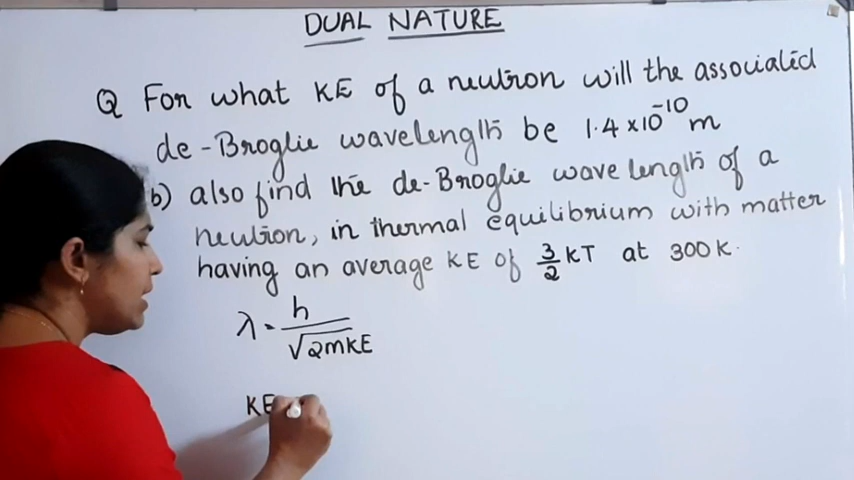 DUAL NATURE
Q For what KE of a neutron will the associated
de-Broglie wavelength be 1.4 x 10^-10 m
b) also find the de-Broglie wave length of a
neutron, in thermal equilibrium with matter
having an average KE of 3/2 KT at 300 K.
λ = h/√2mKE
KE